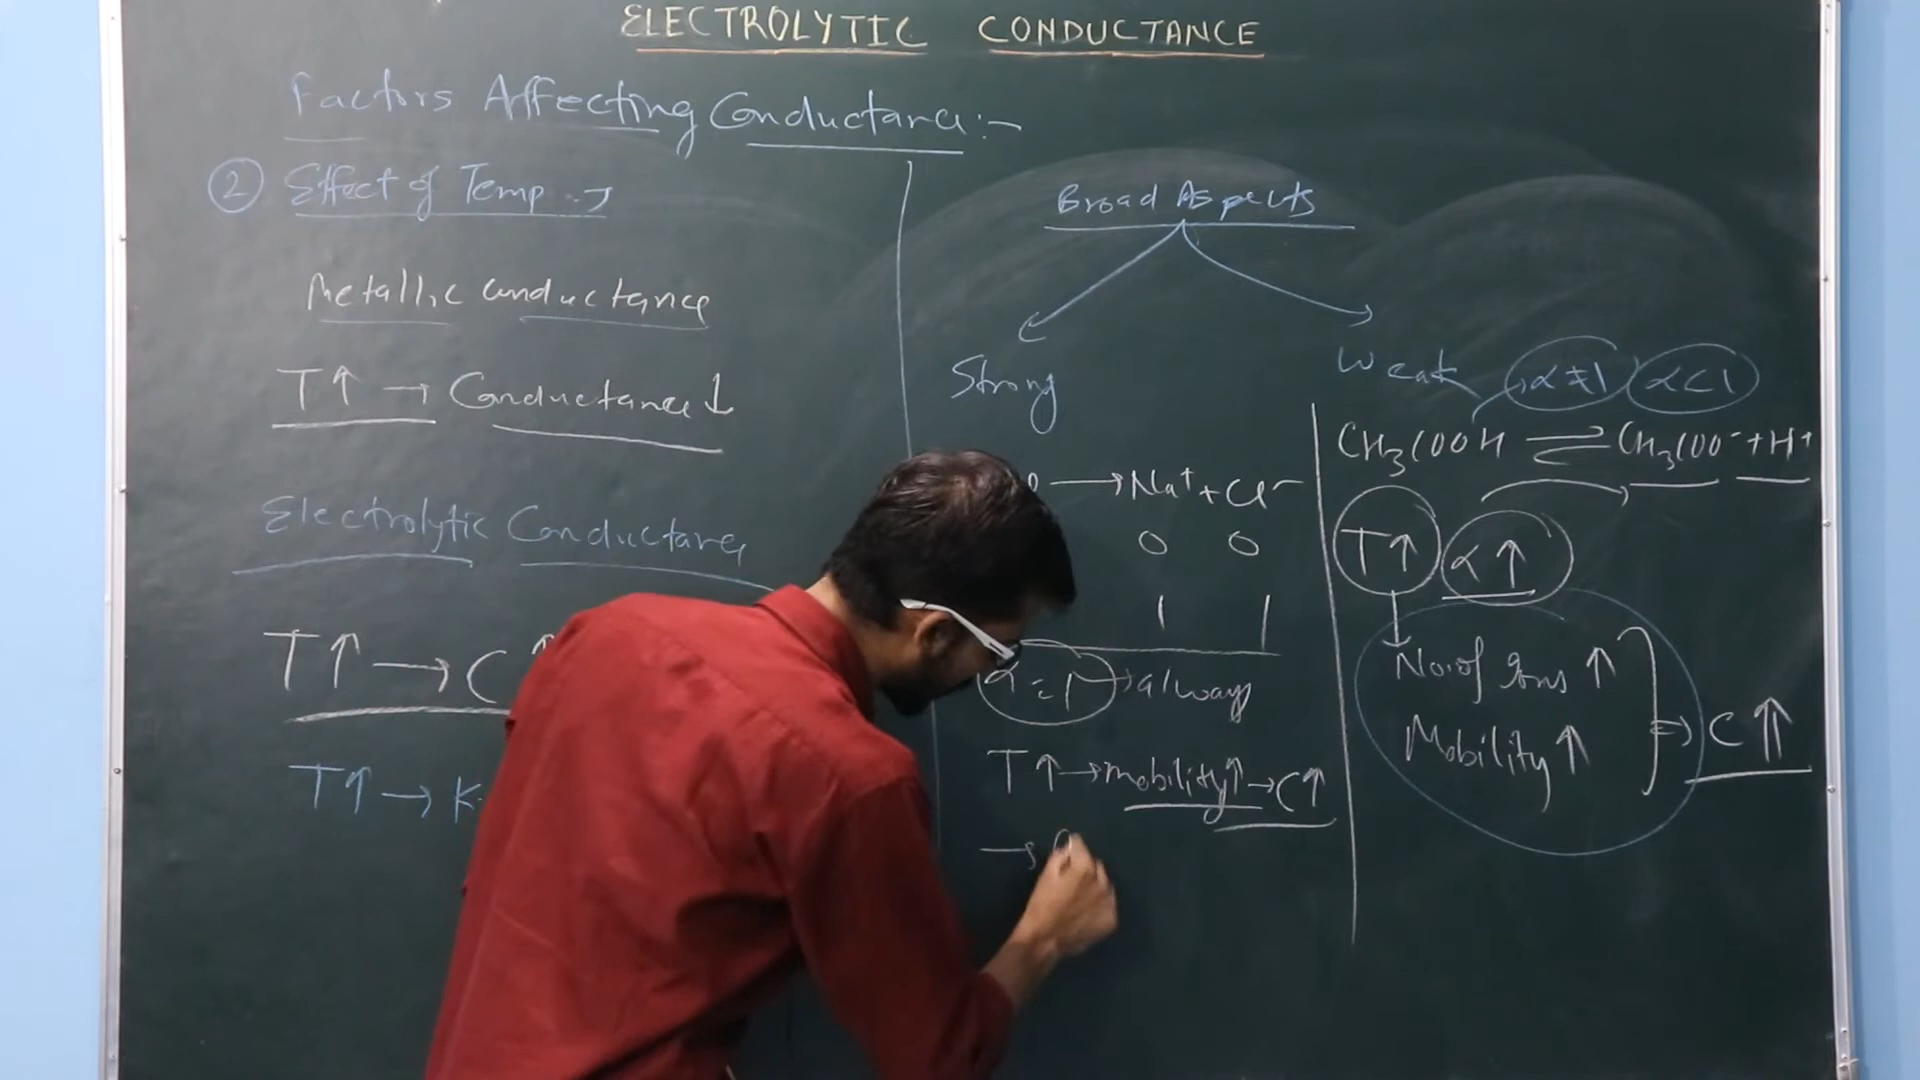 ELECTROLYTIC CONDUCTANCE
Factors Affecting Conductance:-
② Effect of Temp :→
Metallic conductance
T↑ → Conductance ↓
Electrolytic Conductance
T↑ → C
T↑ → K
Broad Aspects
Strong
→ Na⁺ + Cl⁻
0 0
1 1
α = 1 → always
T↑ → mobility↑ → C↑
→
Weak α ≠ 1 α < 1
CH₃COOH ⇌ CH₃COO⁻ + H⁺
T↑ α↑
No. of Ions ↑
Mobility ↑
⇒ C⇑